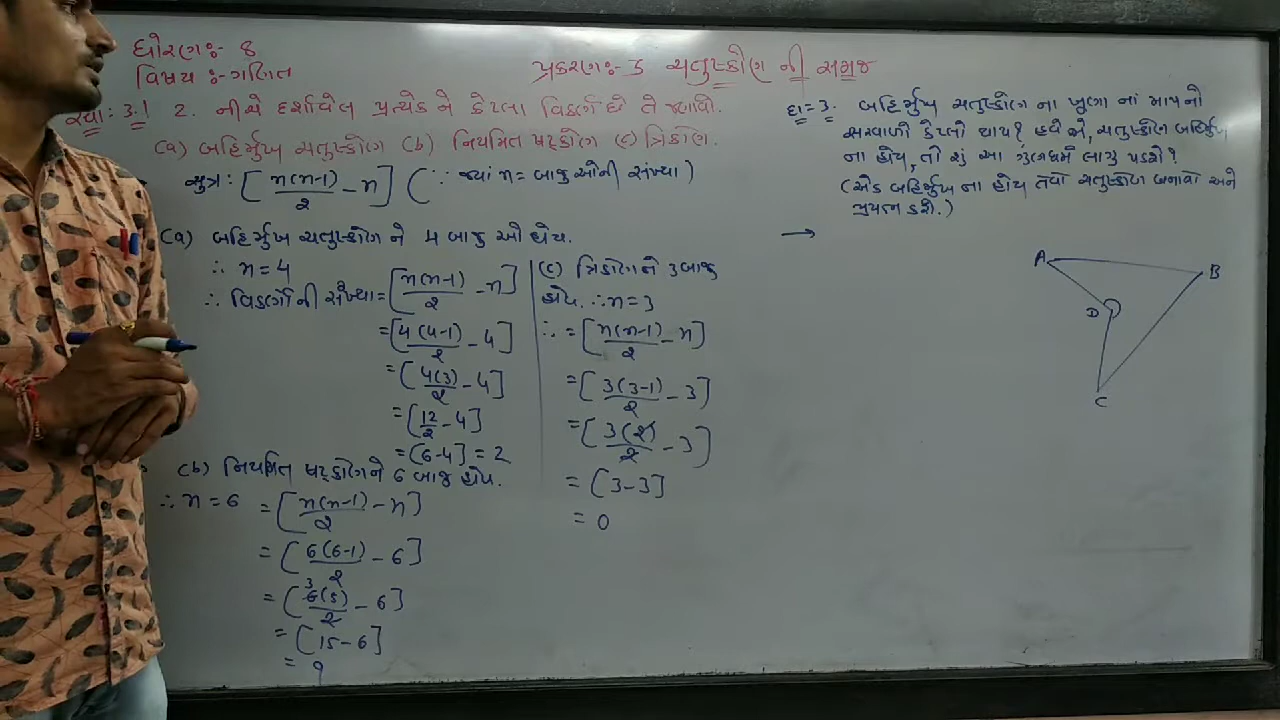 ધોરણઃ- 8
વિષય ઃ-ગણિત
પ્રકરણઃ- 3 ચતુષ્કોણ ની સમજ
સ્વાઃ 3.1 2. નીચે દર્શાવેલ પ્રત્યેક ને કેટલા વિકર્ણ છે તે જણાવો.
(a) બહિર્મુખ ચતુષ્કોણ (b) નિયમિત ષટ્કોણ (c) ત્રિકોણ.
સુત્રઃ [n(n-1)/2 - n] (∵ જ્યાં n = બાજુ ઓની સંખ્યા)
(a) બહિર્મુખ ચતુષ્કોણ ને 4 બાજુ ઓ હોય.
∴ n = 4
∴ વિકર્ણોની સંખ્યા = [n(n-1)/2 - n]
= [4(4-1)/2 - 4]
= [4(3)/2 - 4]
= [12/2 - 4]
= [6-4] = 2
(b) નિયમિત ષટ્કોણને 6 બાજુ હોય.
∴ n = 6 = [n(n-1)/2 - n]
= [6(6-1)/2 - 6]
= [3 6(5)/2 - 6]
= [15-6]
= 9
(c) ત્રિકોણને 3 બાજુ
હોય. ∴ n = 3
∴ = [n(n-1)/2 - n]
= [3(3-1)/2 - 3]
= [3(2)/2 - 3]
= [3-3]
= 0
દા=3. બહિર્મુખ ચતુષ્કોણ ના ખુણા નાં માપનો
સરવાળો કેટલો થાય? હવે જો, ચતુષ્કોણ બહિર્મુખ
ના હોય, તો શું આ ગુણધર્મ લાગુ પડશે?
(એક બહિર્મુખ ના હોય તેવો ચતુષ્કોણ બનાવો અને
પ્રયત્ન કરો.)
→
A B
D
C